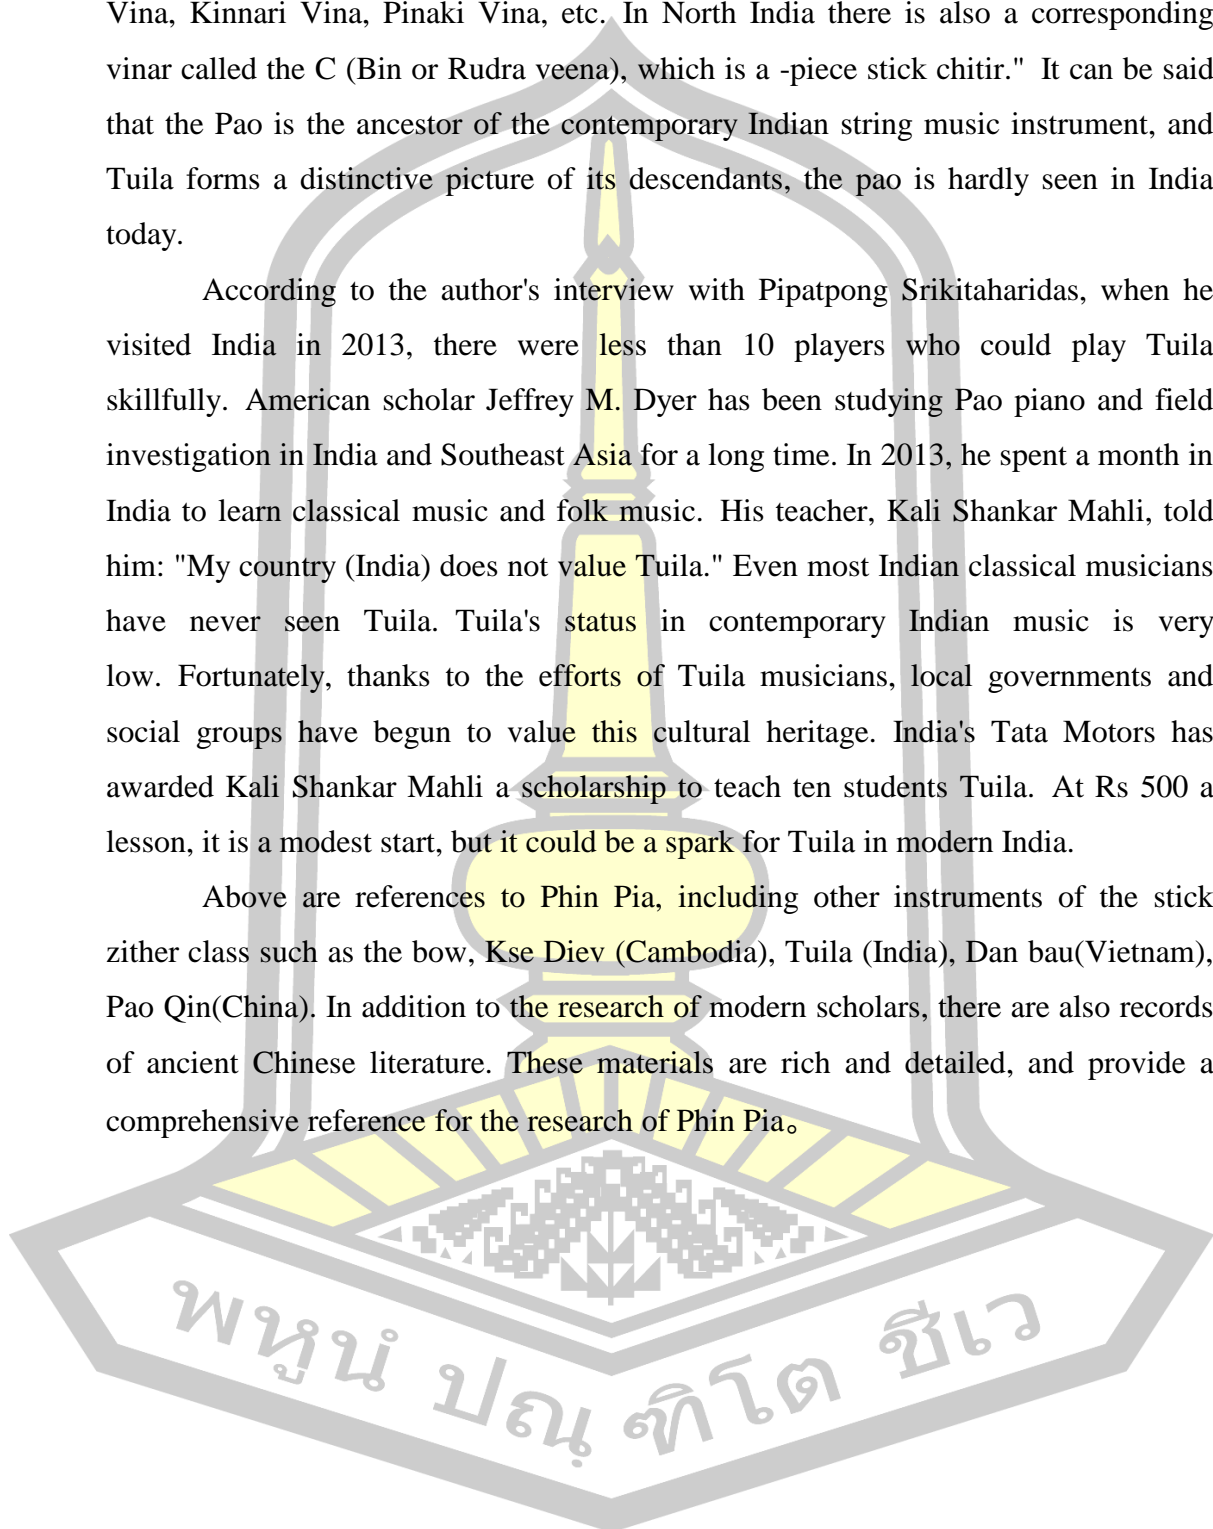 Vina, Kinnari Vina, Pinaki Vina, etc. In North India there is also a corresponding
vinar called the C (Bin or Rudra veena), which is a -piece stick chitir." It can be said
that the Pao is the ancestor of the contemporary Indian string music instrument, and
Tuila forms a distinctive picture of its descendants, the pao is hardly seen in India
today.
According to the author's interview with Pipatpong Srikitaharidas, when he
visited India in 2013, there were less than 10 players who could play Tuila
skillfully. American scholar Jeffrey M. Dyer has been studying Pao piano and field
investigation in India and Southeast Asia for a long time. In 2013, he spent a month in
India to learn classical music and folk music. His teacher, Kali Shankar Mahli, told
him: "My country (India) does not value Tuila." Even most Indian classical musicians
have never seen Tuila. Tuila's status in contemporary Indian music is very
low. Fortunately, thanks to the efforts of Tuila musicians, local governments and
social groups have begun to value this cultural heritage. India's Tata Motors has
awarded Kali Shankar Mahli a scholarship to teach ten students Tuila. At Rs 500 a
lesson, it is a modest start, but it could be a spark for Tuila in modern India.
Above are references to Phin Pia, including other instruments of the stick
zither class such as the bow, Kse Diev (Cambodia), Tuila (India), Dan bau(Vietnam),
Pao Qin(China). In addition to the research of modern scholars, there are also records
of ancient Chinese literature. These materials are rich and detailed, and provide a
comprehensive reference for the research of Phin Pia。
พหูนํ ปณฺฑิโต ชีเว